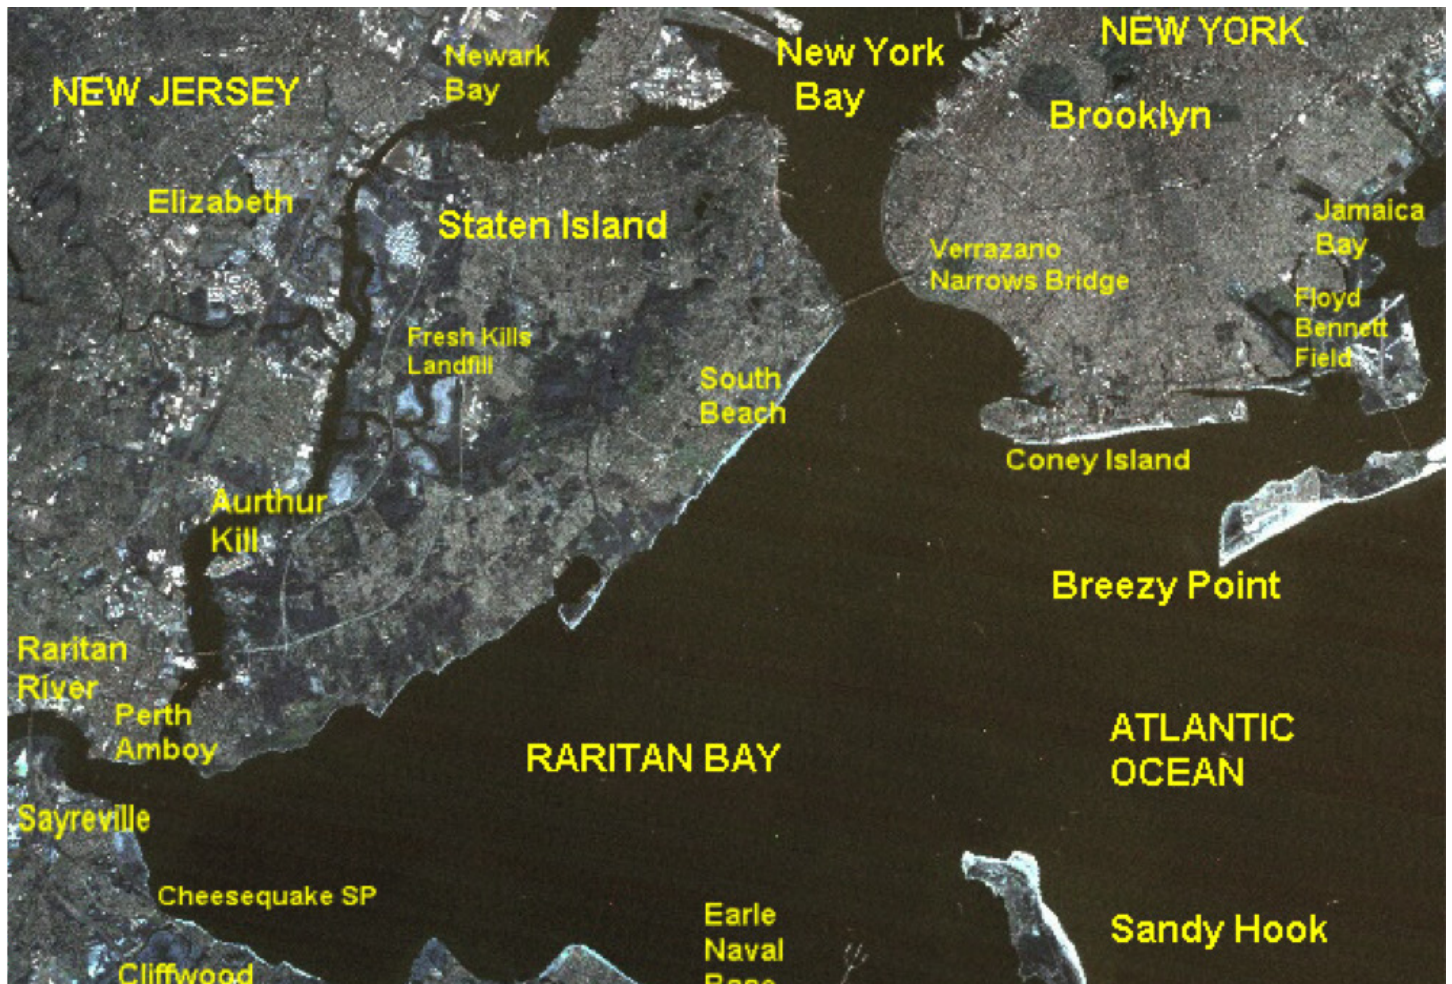 NEW JERSEY
Newark
Bay
New York
Bay
NEW YORK
Brooklyn
Elizabeth
Staten Island
Jamaica
Bay
Verrazano
Narrows Bridge
Floyd
Bennett
Field
Fresh Kills
Landfill
South
Beach
Coney Island
Aurthur
Kill
Breezy Point
Raritan
River
Perth
Amboy
RARITAN BAY
ATLANTIC
OCEAN
Sayreville
Cheesequake SP
Earle
Naval
Base
Sandy Hook
Cliffwood